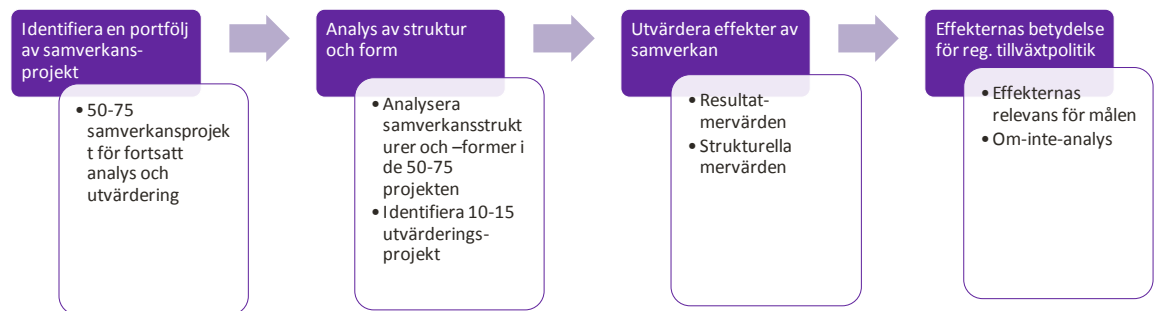 Identifiera en portfölj
av samverkans-
projekt
• 50-75
samverkansprojek
t för fortsatt
analys och
utvärdering
Analys av struktur
och form
• Analysera
samverkansstrukt
urer och –former i
de 50-75
projekten
• Identifiera 10-15
utvärderings-
projekt
Utvärdera effekter av
samverkan
• Resultat-
mervärden
• Strukturella
mervärden
Effekternas betydelse
för reg. tillväxtpolitik
• Effekternas
relevans för målen
• Om-inte-analys